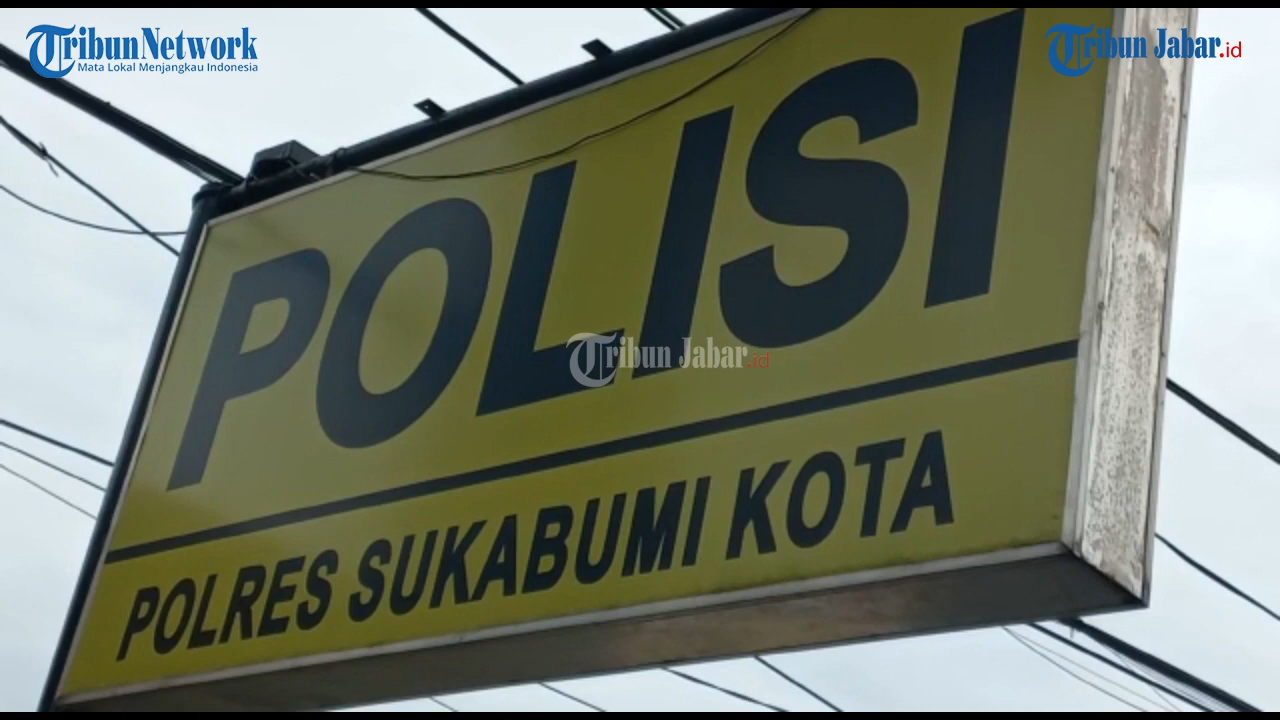 TribunNetwork
Mata Lokal Menjangkau Indonesia
Tribun Jabar.id
POLISI
Tribun Jabar.id
POLRES SUKABUMI KOTA